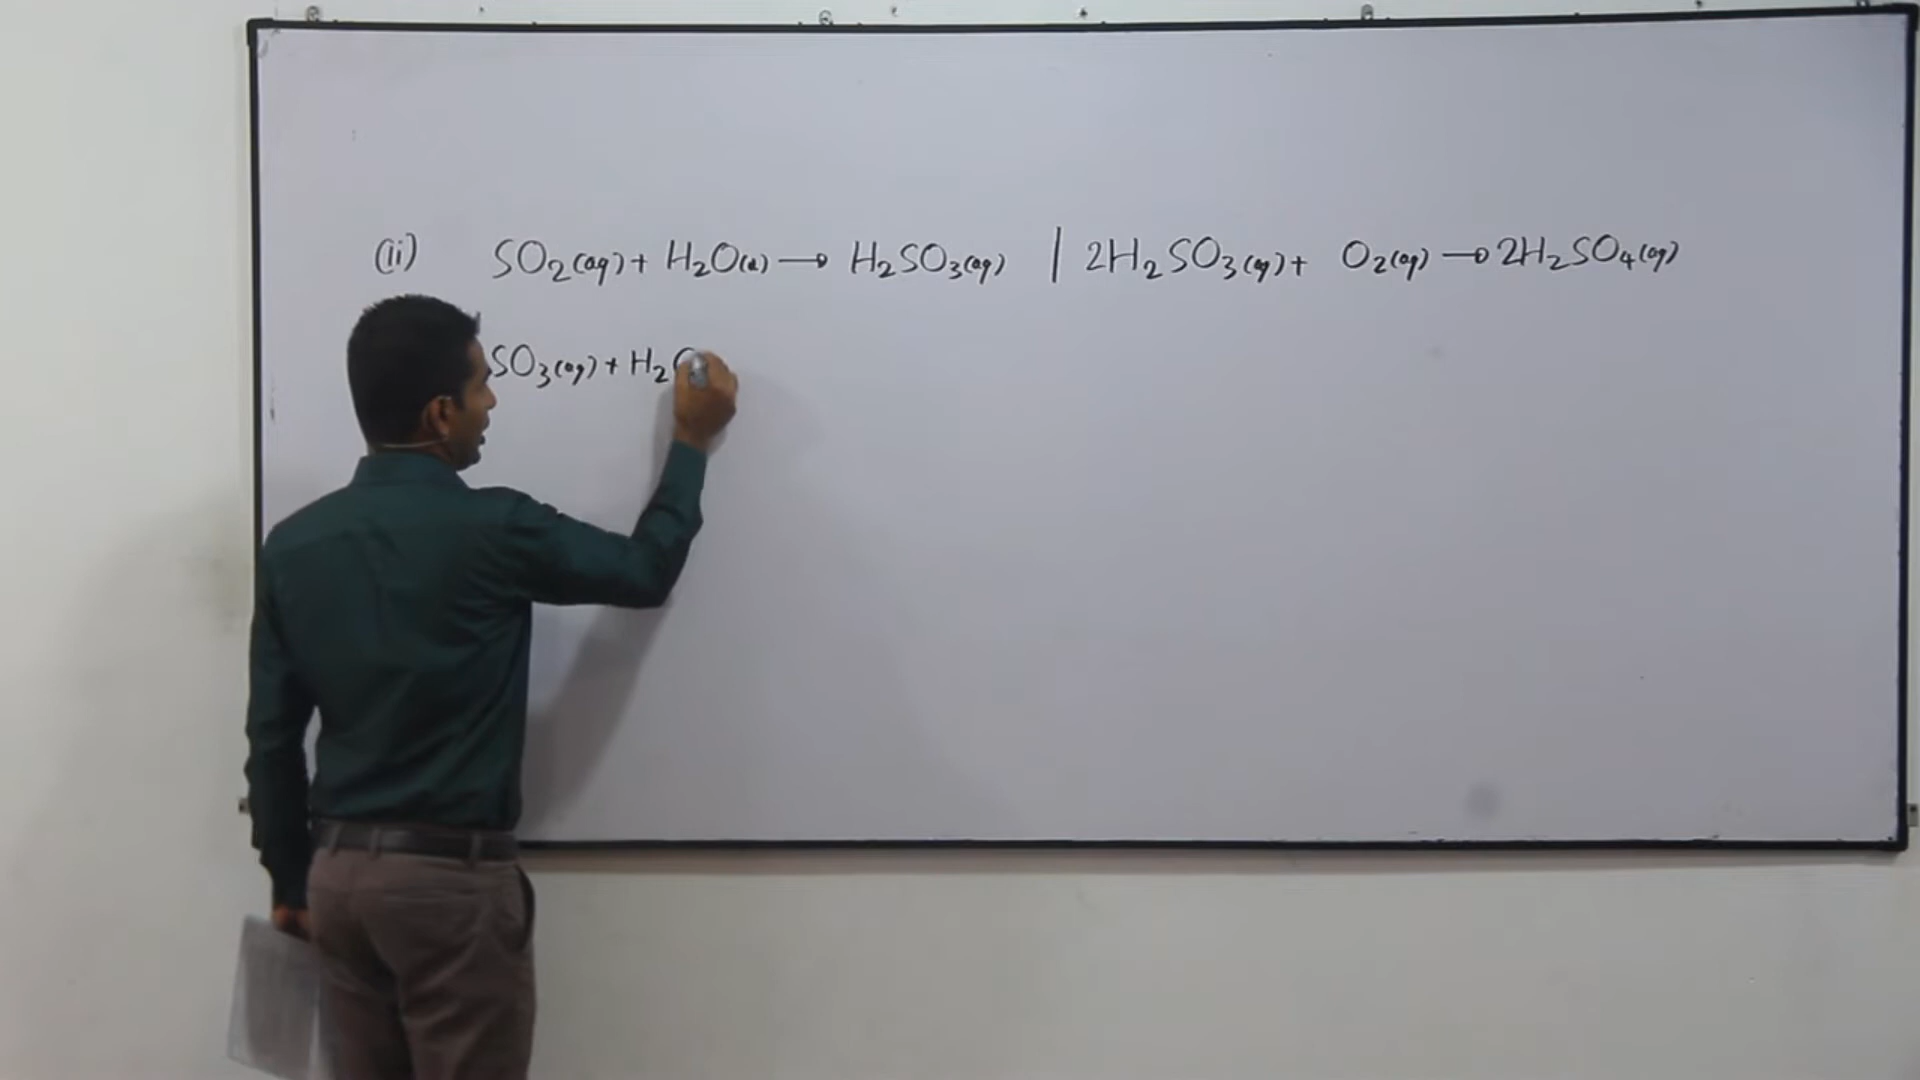 (ii) SO₂(aq) + H₂O(l) ⟶ H₂SO₃(aq) | 2H₂SO₃(aq) + O₂(aq) ⟶ 2H₂SO₄(aq)
SO₃(aq) + H₂O